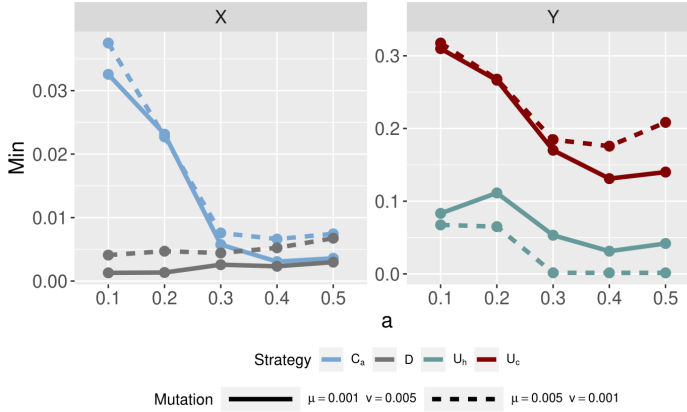 X Y
0.03
0.02
0.01
0.00
Min
0.3
0.2
0.1
0.0
0.1 0.2 0.3 0.4 0.5 0.1 0.2 0.3 0.4 0.5
a
Strategy Cₐ D Uₕ U꜀
Mutation μ = 0.001 v = 0.005 μ = 0.005 v = 0.001